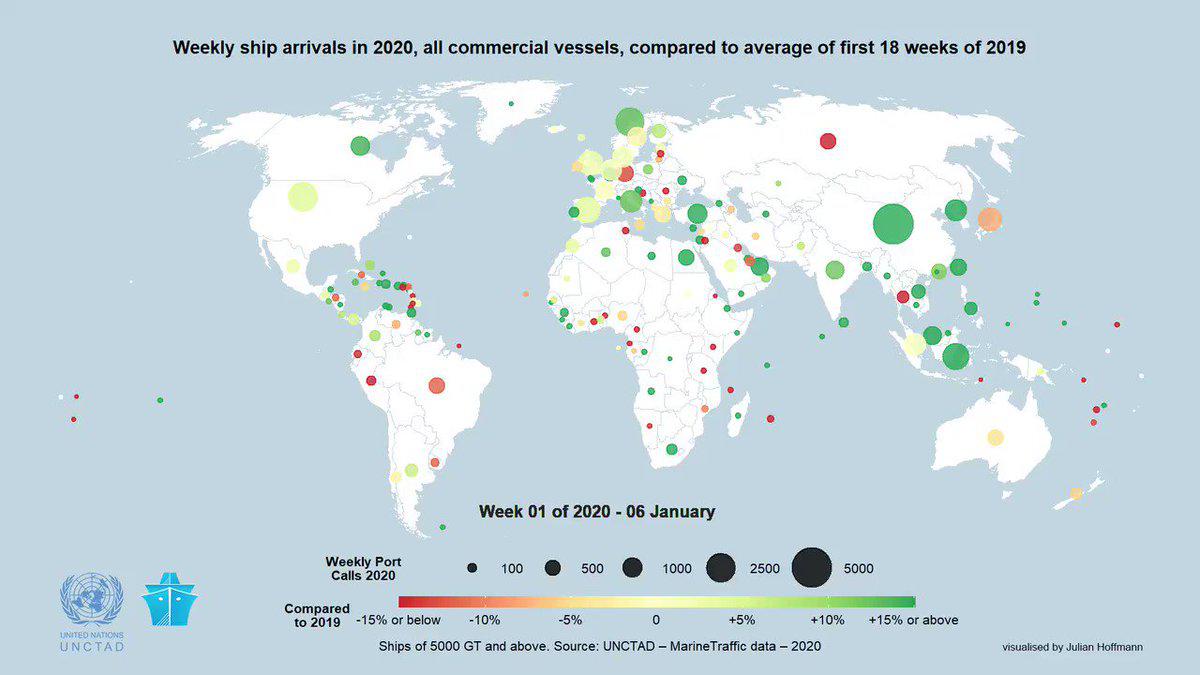 Weekly ship arrivals in 2020, all commercial vessels, compared to average of first 18 weeks of 2019
Week 01 of 2020 - 06 January
Weekly Port
Calls 2020
100 500 1000 2500 5000
Compared
to 2019
-15% or below -10% -5% 0 +5% +10% +15% or above
Ships of 5000 GT and above. Source: UNCTAD – MarineTraffic data – 2020
visualised by Julian Hoffmann
UNITED NATIONS
UNCTAD